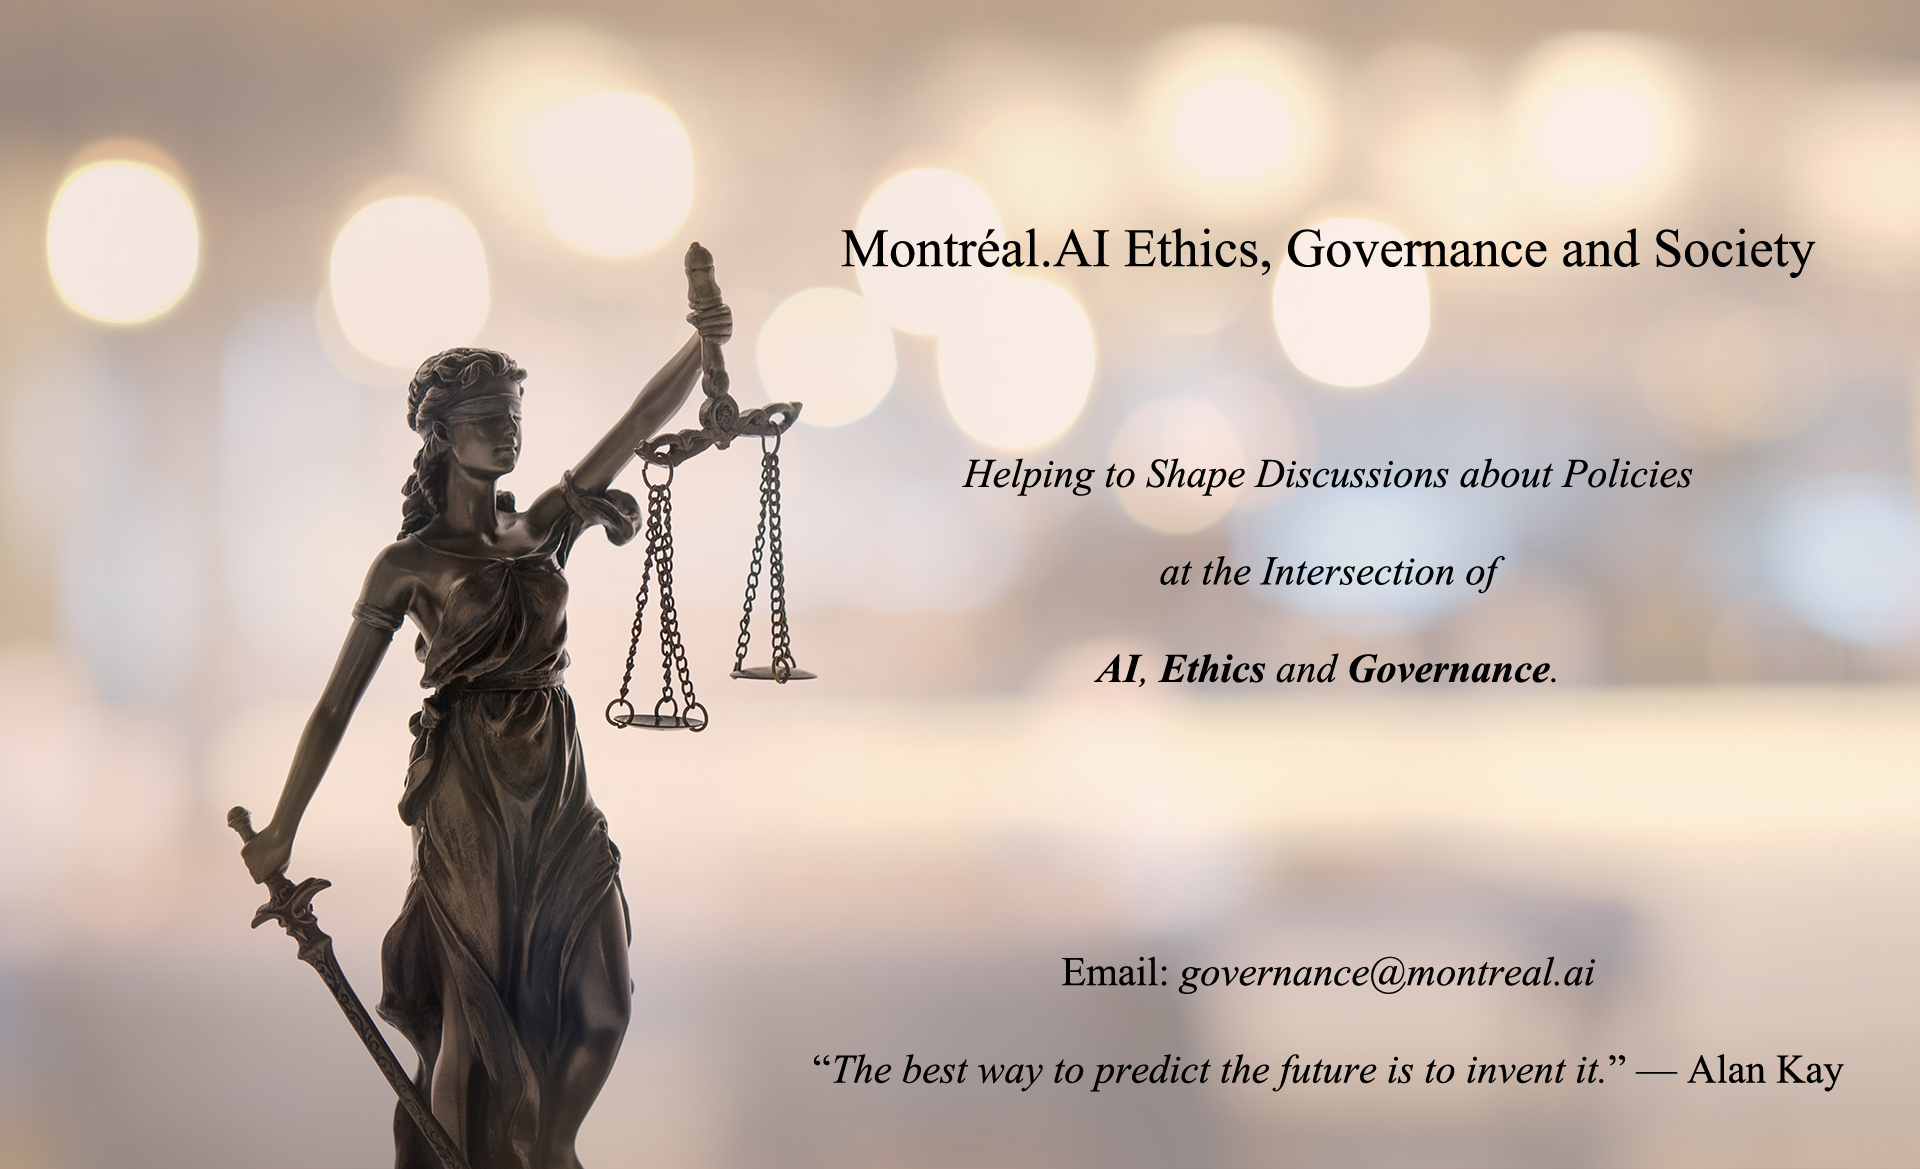 Montréal.AI Ethics, Governance and Society
Helping to Shape Discussions about Policies
at the Intersection of
AI, Ethics and Governance.
Email: governance@montreal.ai
“The best way to predict the future is to invent it.” — Alan Kay